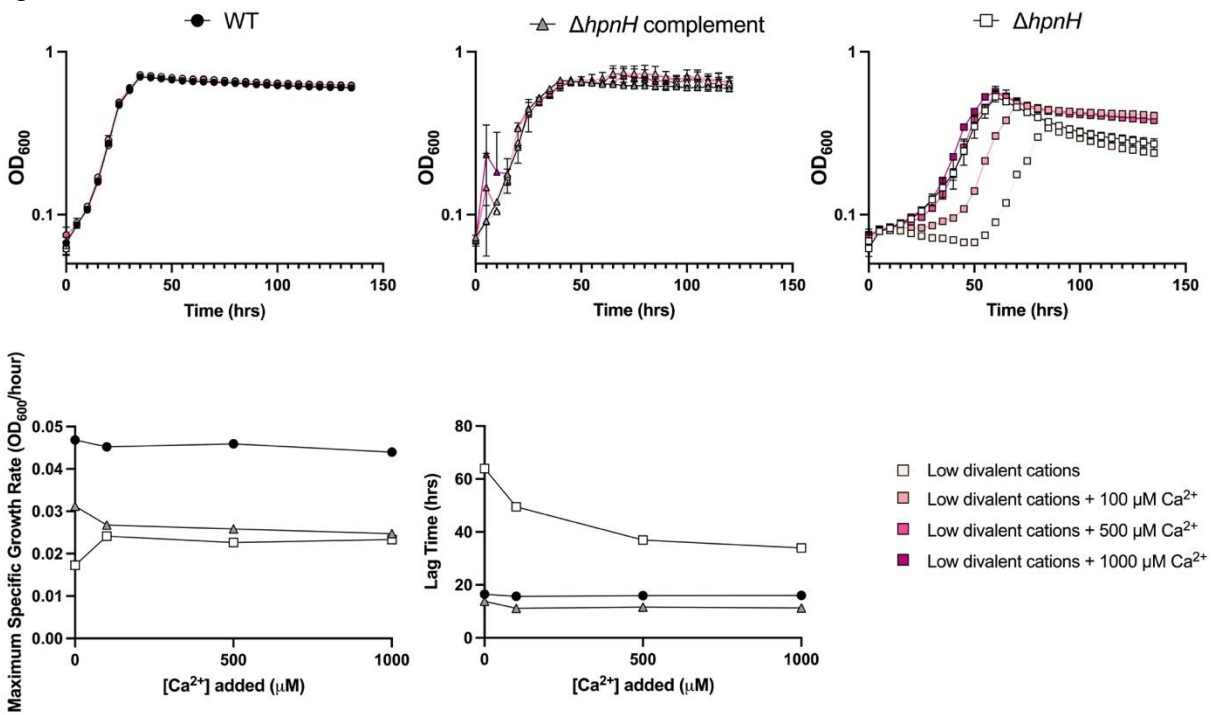 WT
ΔhpnH complement
ΔhpnH
1
0.1
OD600
0 50 100 150
Time (hrs)
1
0.1
OD600
0 50 100 150
Time (hrs)
1
0.1
OD600
0 50 100 150
Time (hrs)
Maximum Specific Growth Rate (OD600/hour)
0.05
0.04
0.03
0.02
0.01
0.00
0 500 1000
[Ca2+] added (μM)
Lag Time (hrs)
80
60
40
20
0
0 500 1000
[Ca2+] added (μM)
Low divalent cations
Low divalent cations + 100 μM Ca2+
Low divalent cations + 500 μM Ca2+
Low divalent cations + 1000 μM Ca2+